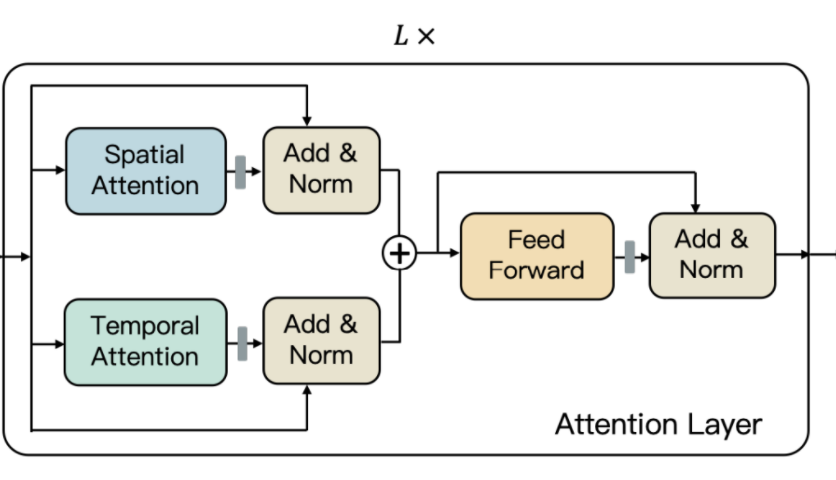 L ×
Spatial
Attention
Add &
Norm
Temporal
Attention
Add &
Norm
+
Feed
Forward
Add &
Norm
Attention Layer